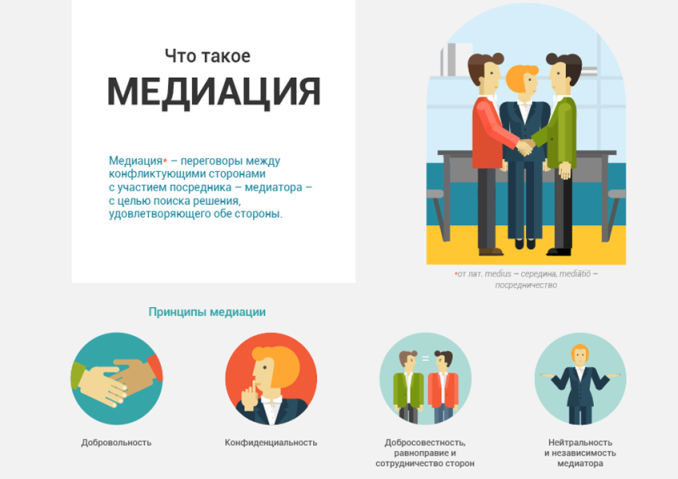 Что такое
МЕДИАЦИЯ
Медиация* – переговоры между
конфликтующими сторонами
с участием посредника – медиатора –
с целью поиска решения,
удовлетворяющего обе стороны.
*от лат. medius – середина, mediātiō –
посредничество
Принципы медиации
=
Добровольность
Конфиденциальность
Добросовестность,
равноправие и
сотрудничество сторон
Нейтральность
и независимость
медиатора